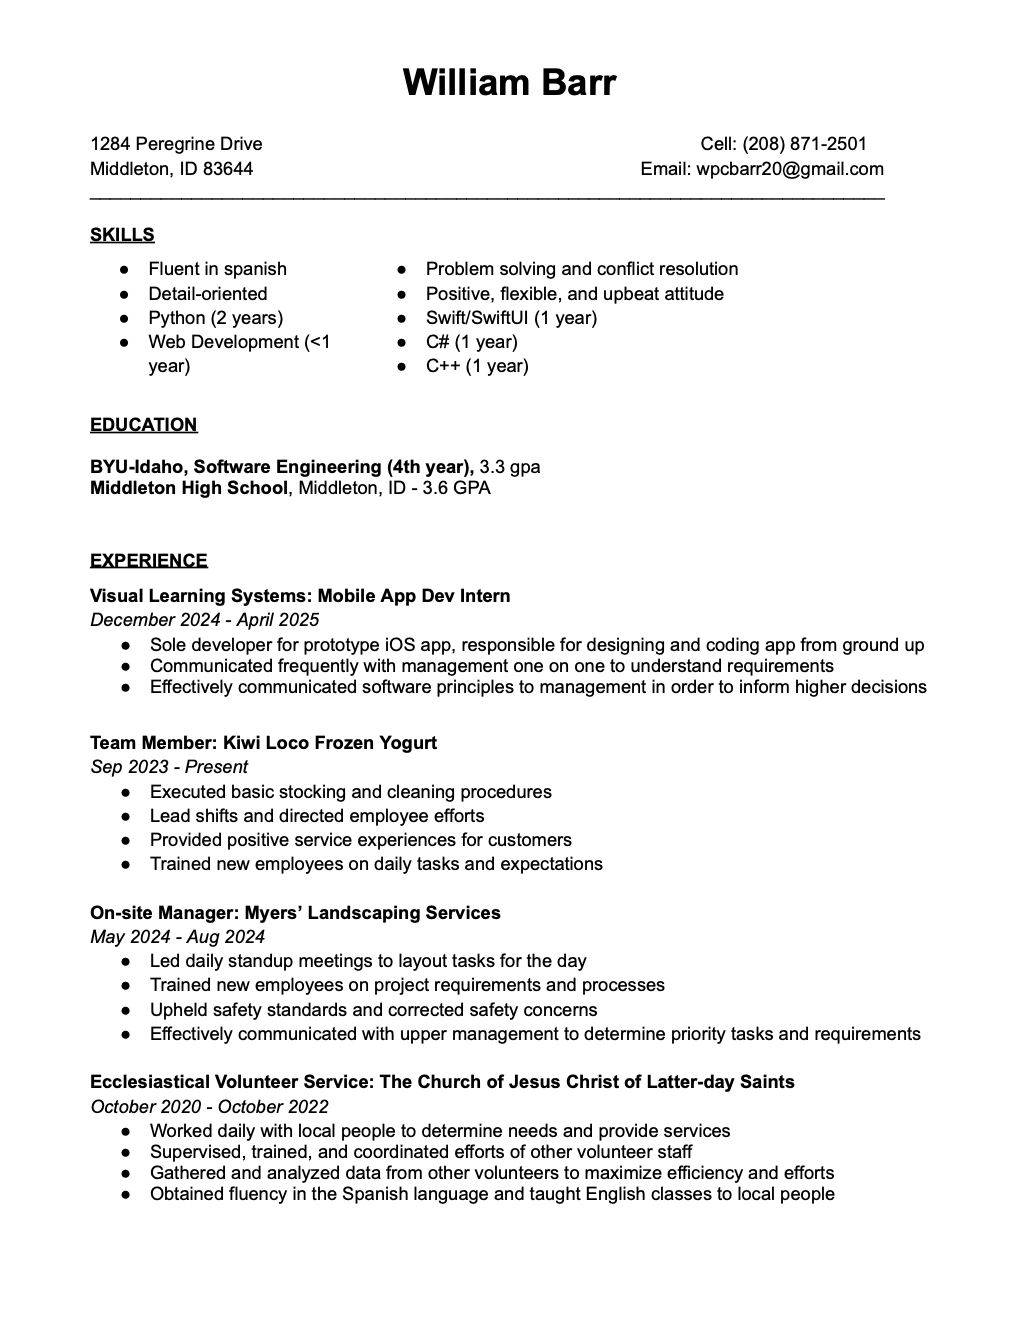 William Barr
1284 Peregrine Drive Cell: (208) 871-2501
Middleton, ID 83644 Email: wpcbarr20@gmail.com
SKILLS
● Fluent in spanish
● Detail-oriented
● Python (2 years)
● Web Development (<1
year)
● Problem solving and conflict resolution
● Positive, flexible, and upbeat attitude
● Swift/SwiftUI (1 year)
● C# (1 year)
● C++ (1 year)
EDUCATION
BYU-Idaho, Software Engineering (4th year), 3.3 gpa
Middleton High School, Middleton, ID - 3.6 GPA
EXPERIENCE
Visual Learning Systems: Mobile App Dev Intern
December 2024 - April 2025
● Sole developer for prototype iOS app, responsible for designing and coding app from ground up
● Communicated frequently with management one on one to understand requirements
● Effectively communicated software principles to management in order to inform higher decisions
Team Member: Kiwi Loco Frozen Yogurt
Sep 2023 - Present
● Executed basic stocking and cleaning procedures
● Lead shifts and directed employee efforts
● Provided positive service experiences for customers
● Trained new employees on daily tasks and expectations
On-site Manager: Myers’ Landscaping Services
May 2024 - Aug 2024
● Led daily standup meetings to layout tasks for the day
● Trained new employees on project requirements and processes
● Upheld safety standards and corrected safety concerns
● Effectively communicated with upper management to determine priority tasks and requirements
Ecclesiastical Volunteer Service: The Church of Jesus Christ of Latter-day Saints
October 2020 - October 2022
● Worked daily with local people to determine needs and provide services
● Supervised, trained, and coordinated efforts of other volunteer staff
● Gathered and analyzed data from other volunteers to maximize efficiency and efforts
● Obtained fluency in the Spanish language and taught English classes to local people